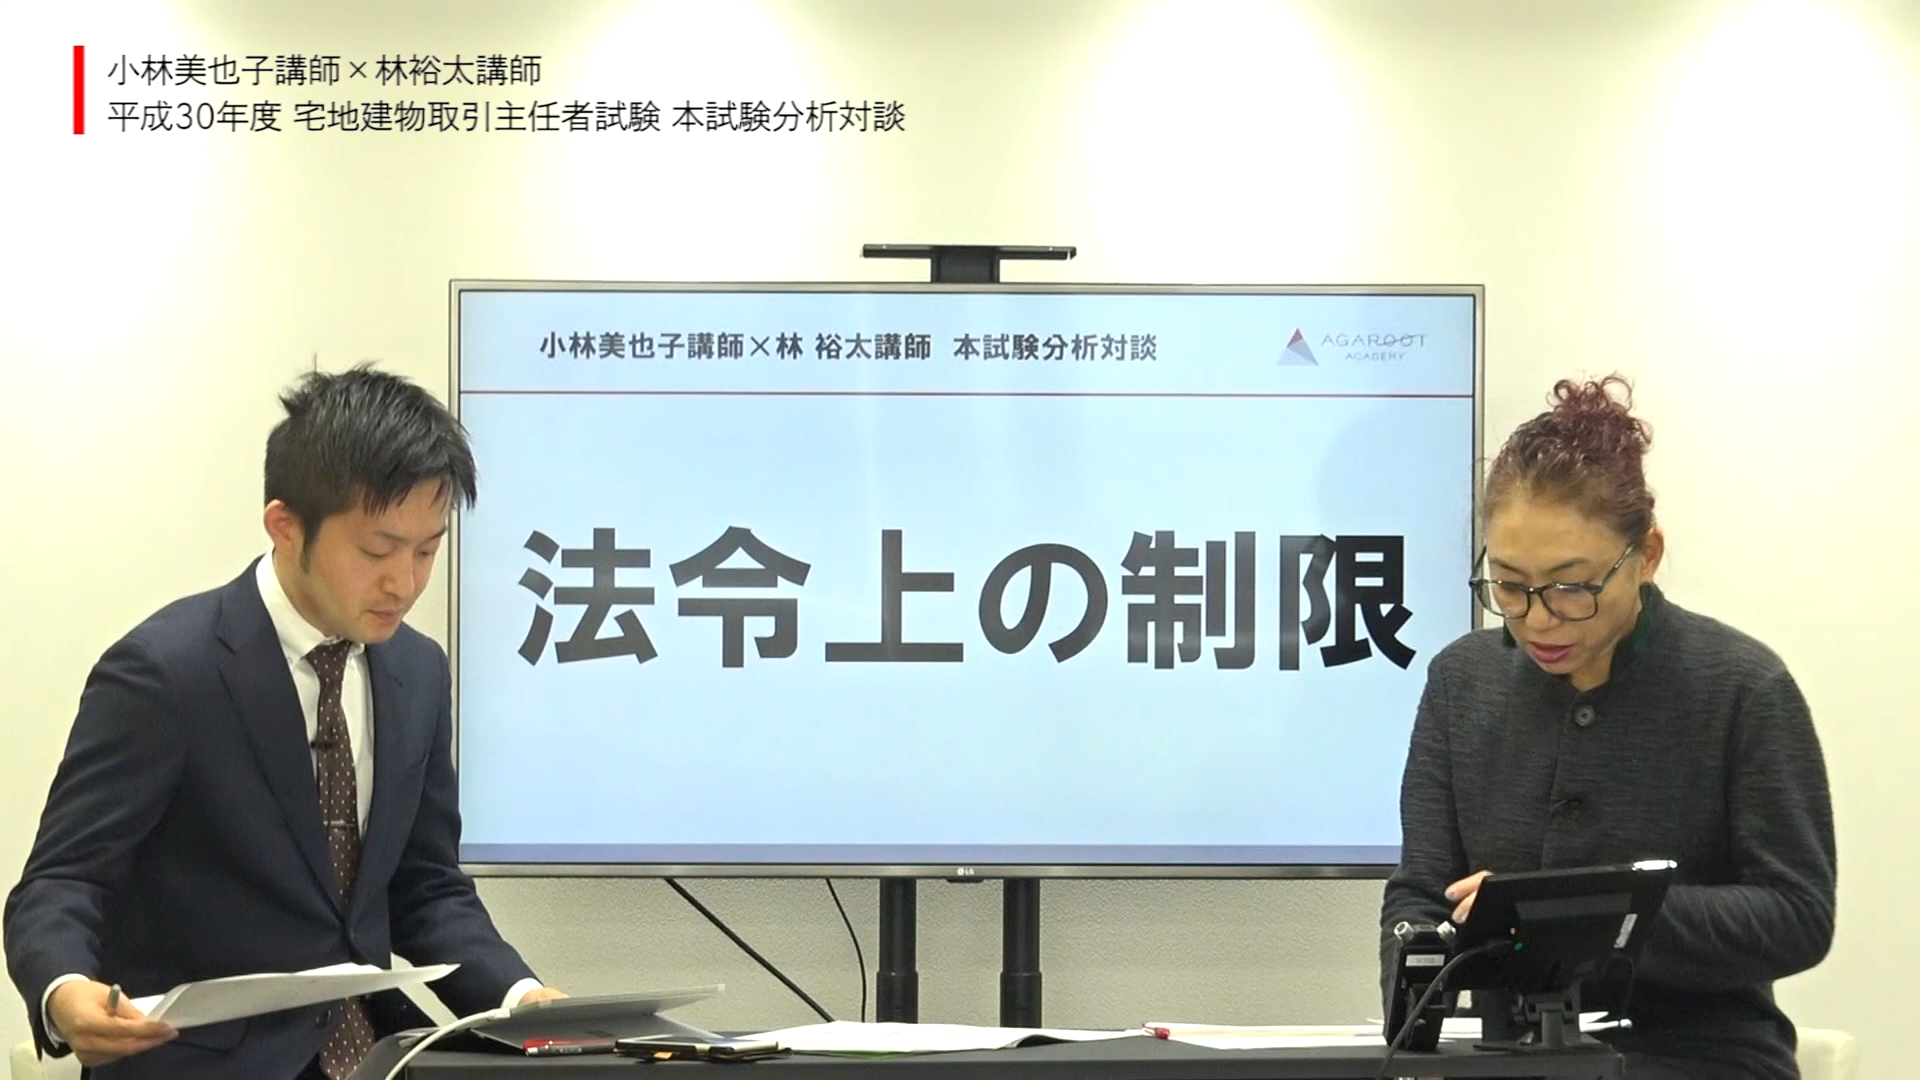 小林美也子講師×林裕太講師
平成30年度 宅地建物取引主任者試験 本試験分析対談
小林美也子講師×林 裕太講師 本試験分析対談
AGAROOT
ACADEMY
法令上の制限
LG